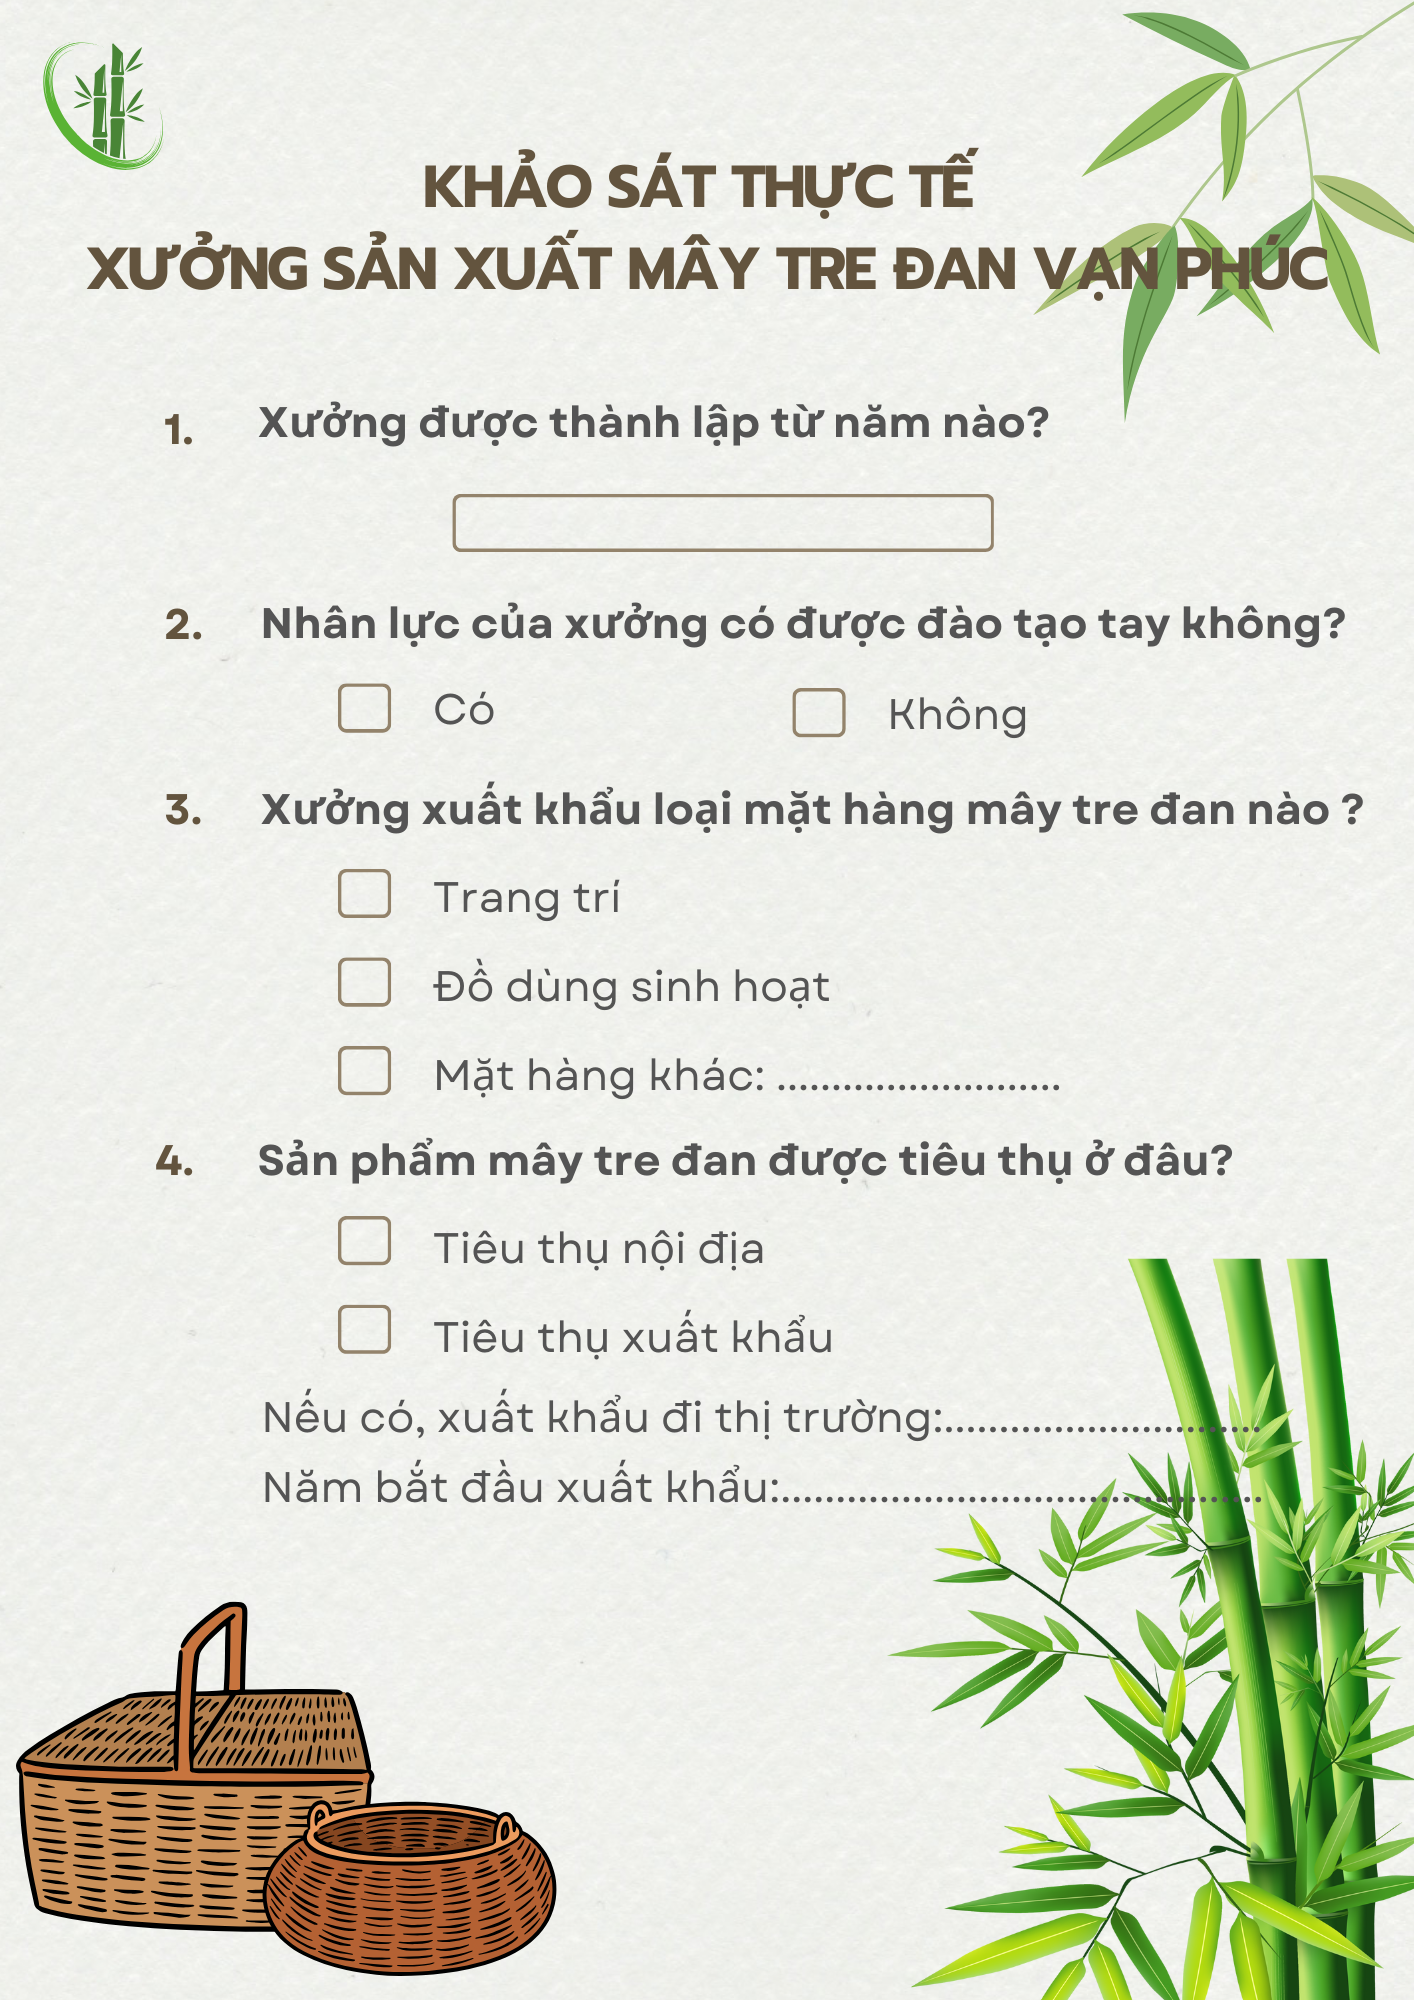 KHẢO SÁT THỰC TẾ
XƯỞNG SẢN XUẤT MÂY TRE ĐAN VẠN PHÚC
1. Xưởng được thành lập từ năm nào?
2. Nhân lực của xưởng có được đào tạo tay không?
Có Không
3. Xưởng xuất khẩu loại mặt hàng mây tre đan nào ?
Trang trí
Đồ dùng sinh hoạt
Mặt hàng khác: ..........................
4. Sản phẩm mây tre đan được tiêu thụ ở đâu?
Tiêu thụ nội địa
Tiêu thụ xuất khẩu
Nếu có, xuất khẩu đi thị trường:.............................
Năm bắt đầu xuất khẩu:............................................